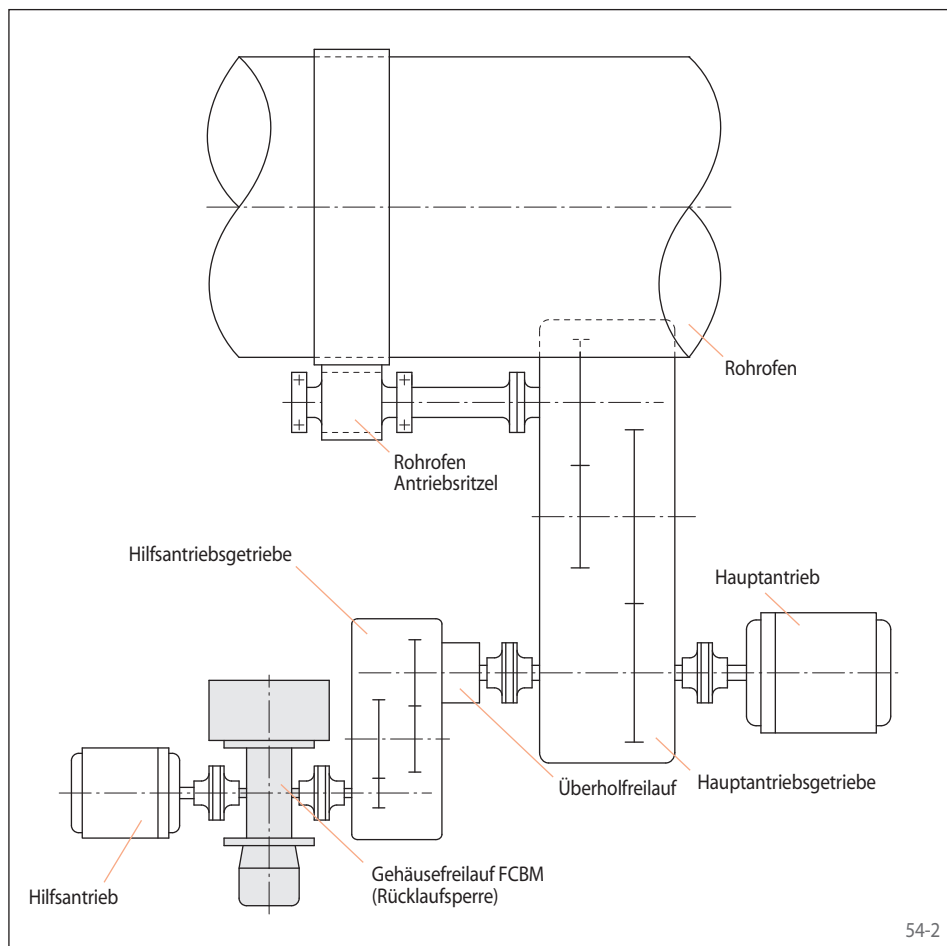 Rohrofen
Rohrofen
Antriebsritzel
Hilfsantriebsgetriebe
Hauptantrieb
Überholfreilauf
Hauptantriebsgetriebe
Gehäusefreilauf FCBM
(Rücklaufsperre)
Hilfsantrieb
54-2